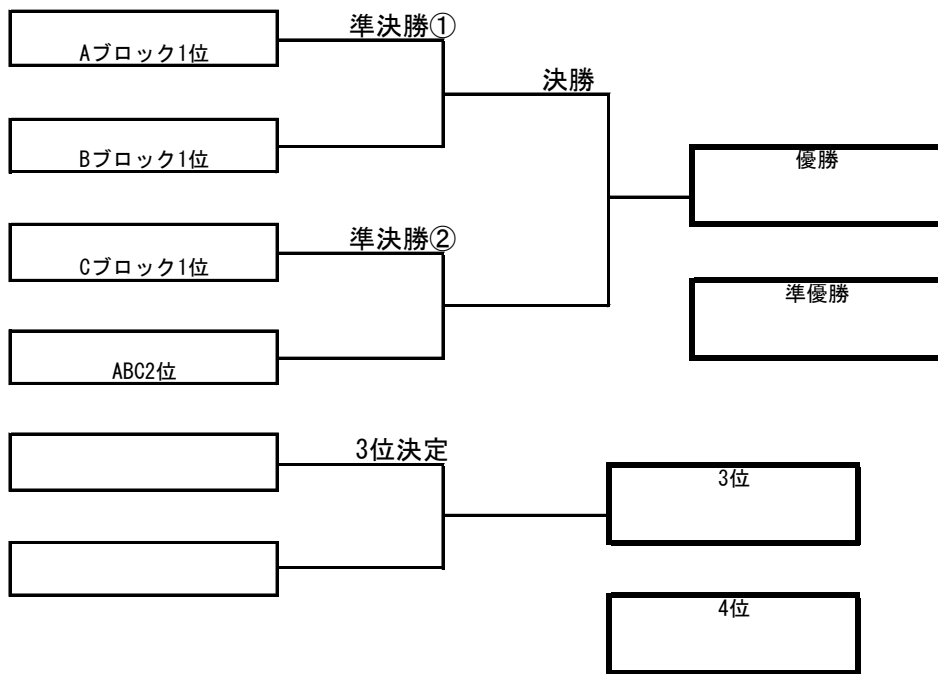 準決勝①
Aブロック1位
決勝
Bブロック1位
優勝
準決勝②
Cブロック1位
準優勝
ABC2位
3位決定
3位
4位